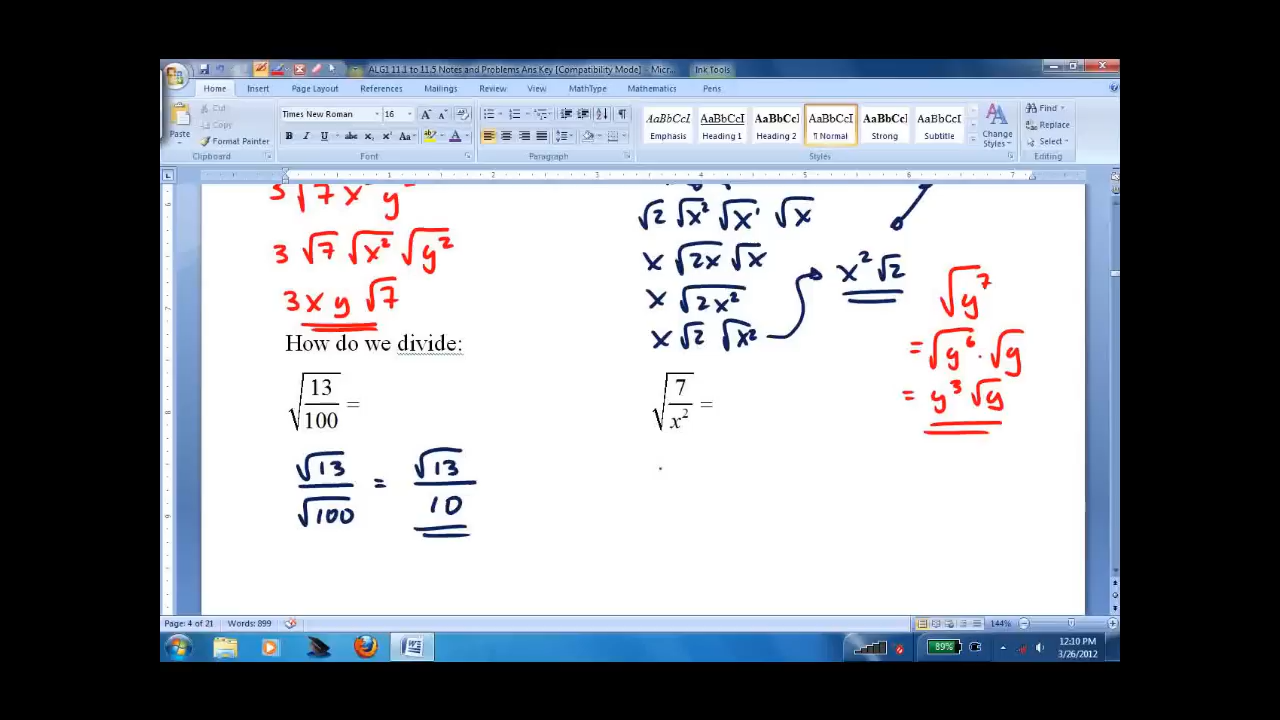 ALG1 11.1 to 11.5 Notes and Problems Ans Key [Compatibility Mode] - Micr... Ink Tools
Home Insert Page Layout References Mailings Review View MathType Mathematics Pens
Paste Cut Copy Format Painter Clipboard
Times New Roman 16 Font
Paragraph
AaBbCcI Emphasis AaBbCcI Heading 1 AaBbCcI Heading 2 AaBbCcI ¶ Normal AaBbCcI Strong AaBbCcI Subtitle Change Styles Styles
Find Replace Select Editing
3 √7 x² y²
3 √7 √x² √y²
3 x y √7
√2 √x² √x¹ √x
x √2x √x
x √2x²
x √2 √x²
x² √2
√y⁷
= √y⁶ · √y
= y³ √y
How do we divide:
√(13/100) =
√(7/x²) =
√13/√100 = √13/10
Page: 4 of 21 Words: 899 144%
89% 12:10 PM
3/26/2012